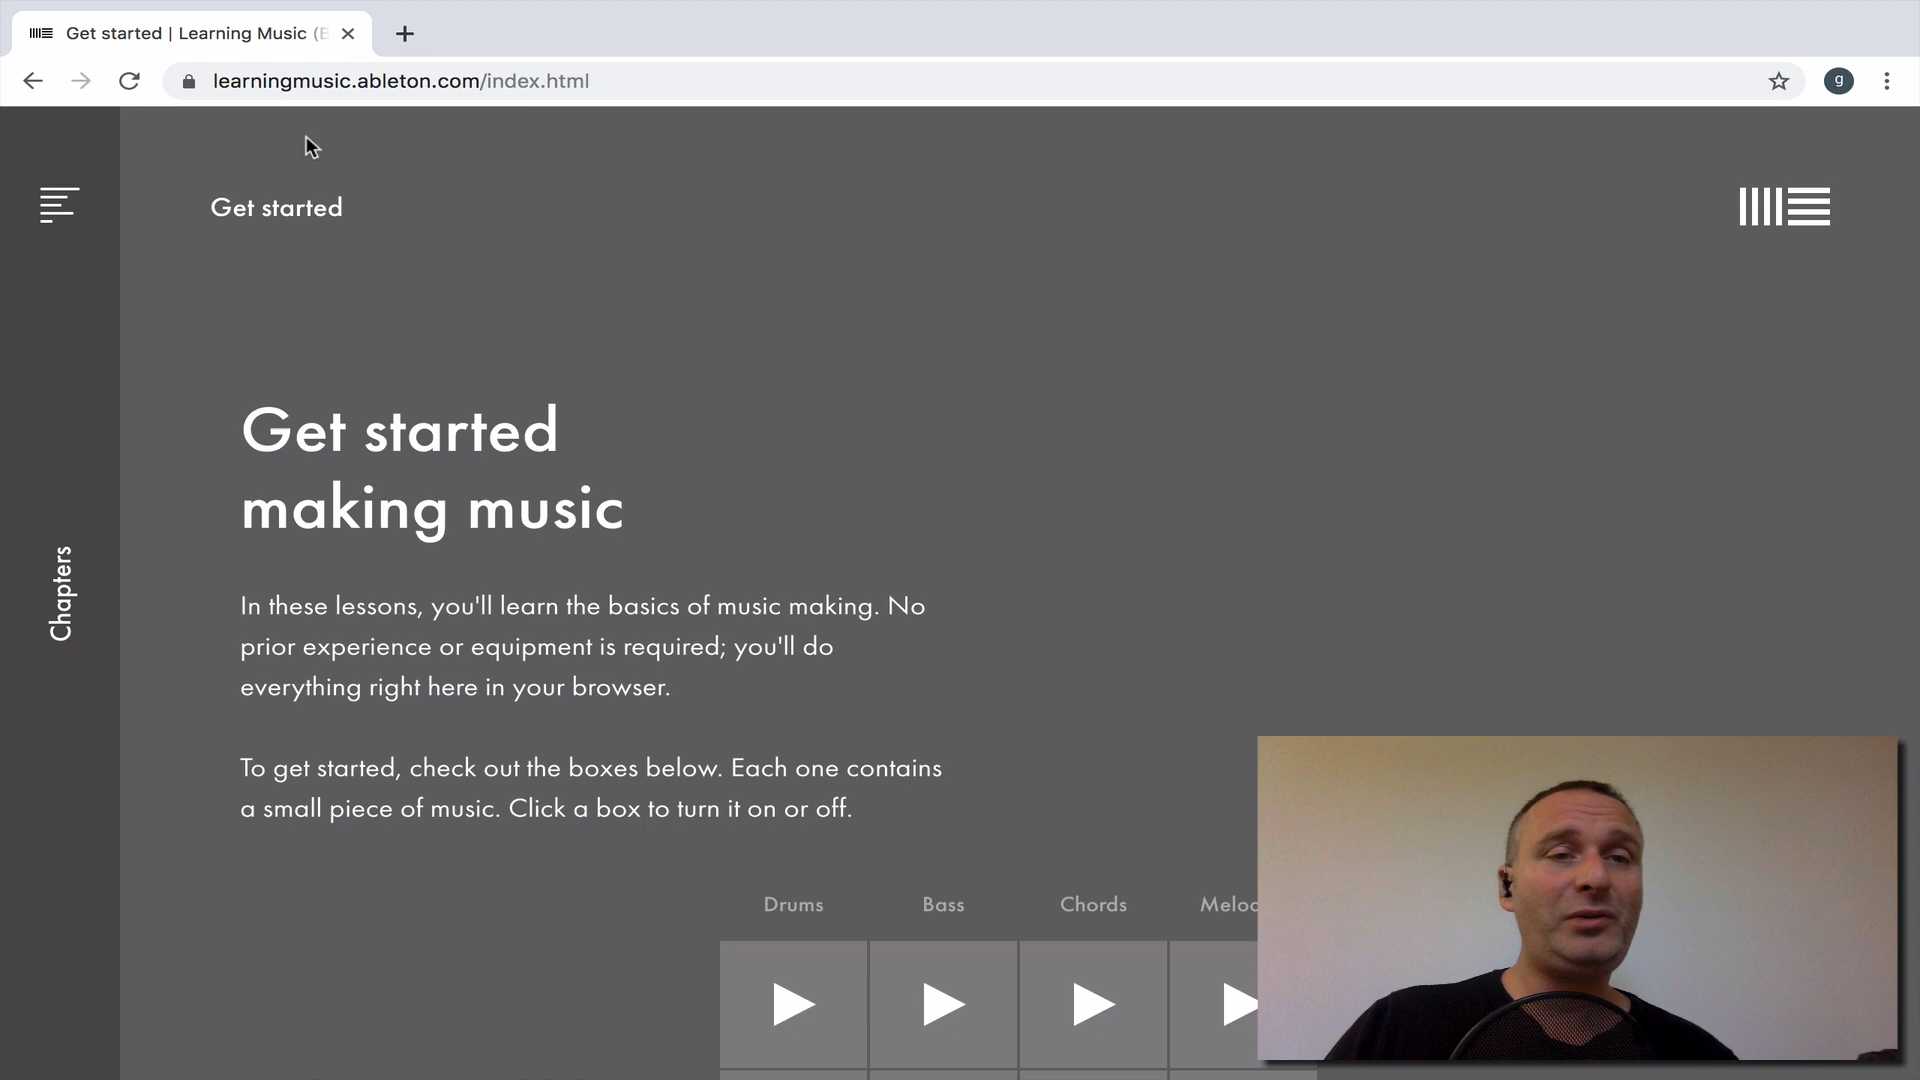 Get started | Learning Music (B
learningmusic.ableton.com/index.html
g
Get started
Chapters
Get started
making music
In these lessons, you'll learn the basics of music making. No
prior experience or equipment is required; you'll do
everything right here in your browser.
To get started, check out the boxes below. Each one contains
a small piece of music. Click a box to turn it on or off.
Drums Bass Chords Meloc